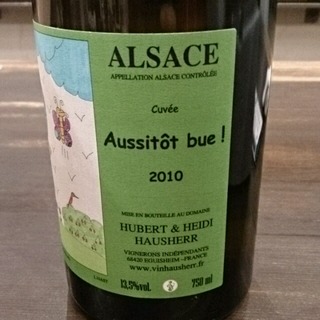 ALSACE
APPELLATION ALSACE CONTRÔLÉE
Cuvée
Aussitôt bue !
2010
MISE EN BOUTEILLE AU DOMAINE
HUBERT & HEIDI
HAUSHERR
VIGNERONS INDÉPENDANTS
68420 EGUISHEIM - FRANCE
www.vinhausherr.fr
13,5%vol.
750 ml